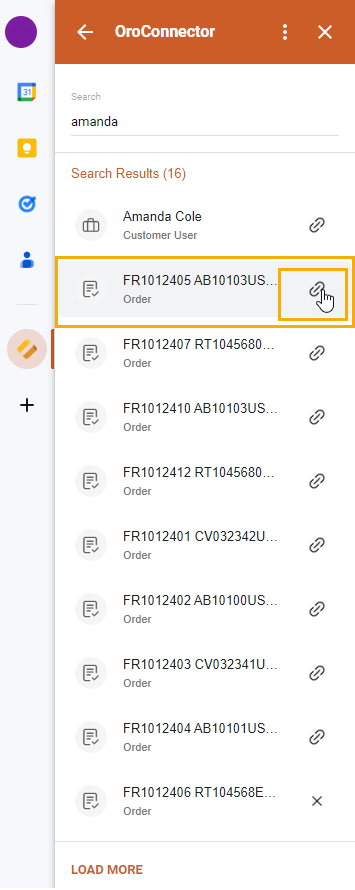 OroConnector
31
Search
amanda
Search Results (16)
Amanda Cole
Customer User
FR1012405 AB10103US...
Order
FR1012407 RT1045680...
Order
FR1012410 AB10103US...
Order
FR1012412 RT1045680...
Order
FR1012401 CV032342U...
Order
FR1012402 AB10100US...
Order
FR1012403 CV032341U...
Order
FR1012404 AB10101US...
Order
FR1012406 RT104568E...
Order
LOAD MORE